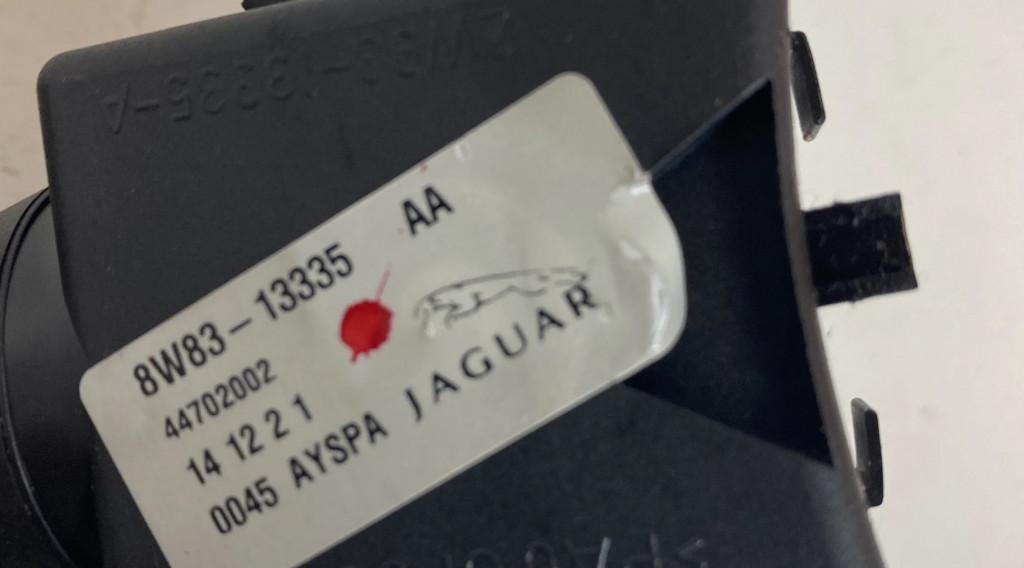 8W83-13335 AA
44702002
14 12 2 1
0045 AYSPA
JAGUAR